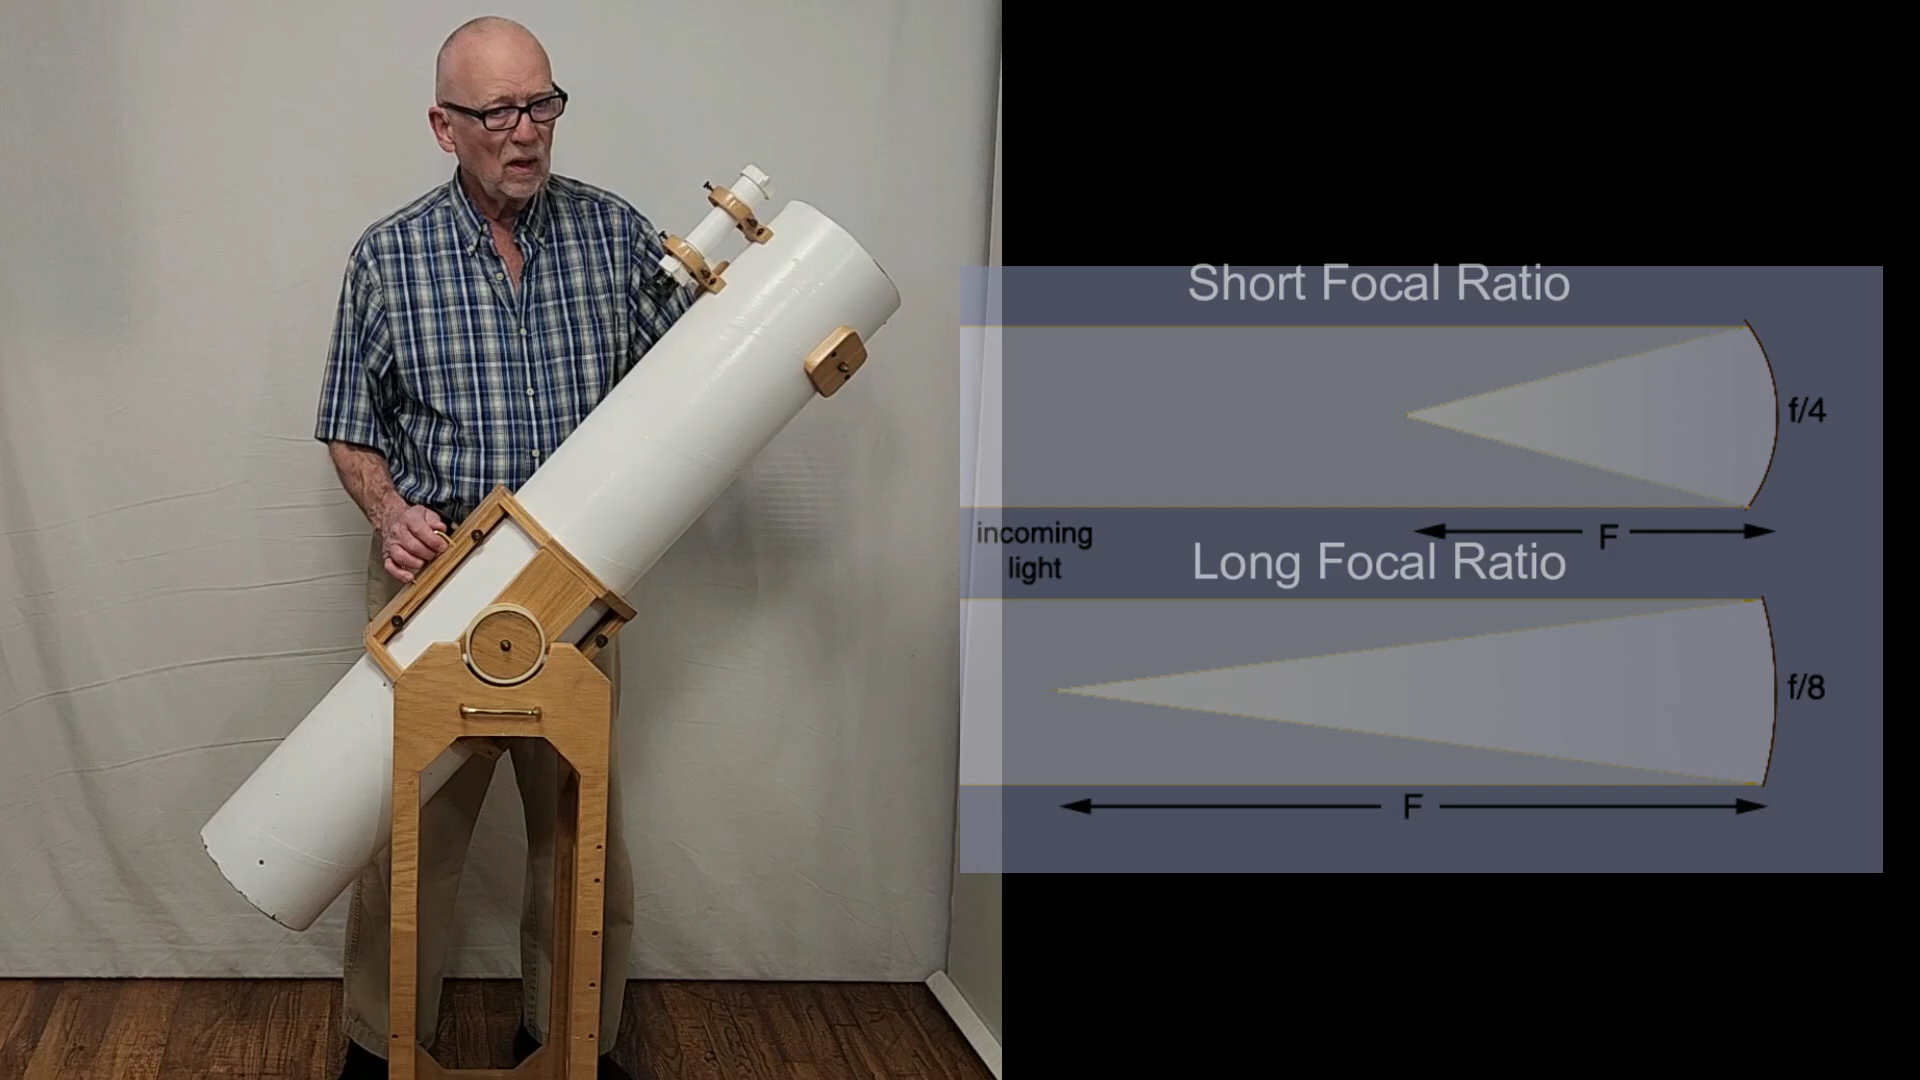 Short Focal Ratio
f/4
incoming
light
F
Long Focal Ratio
f/8
F